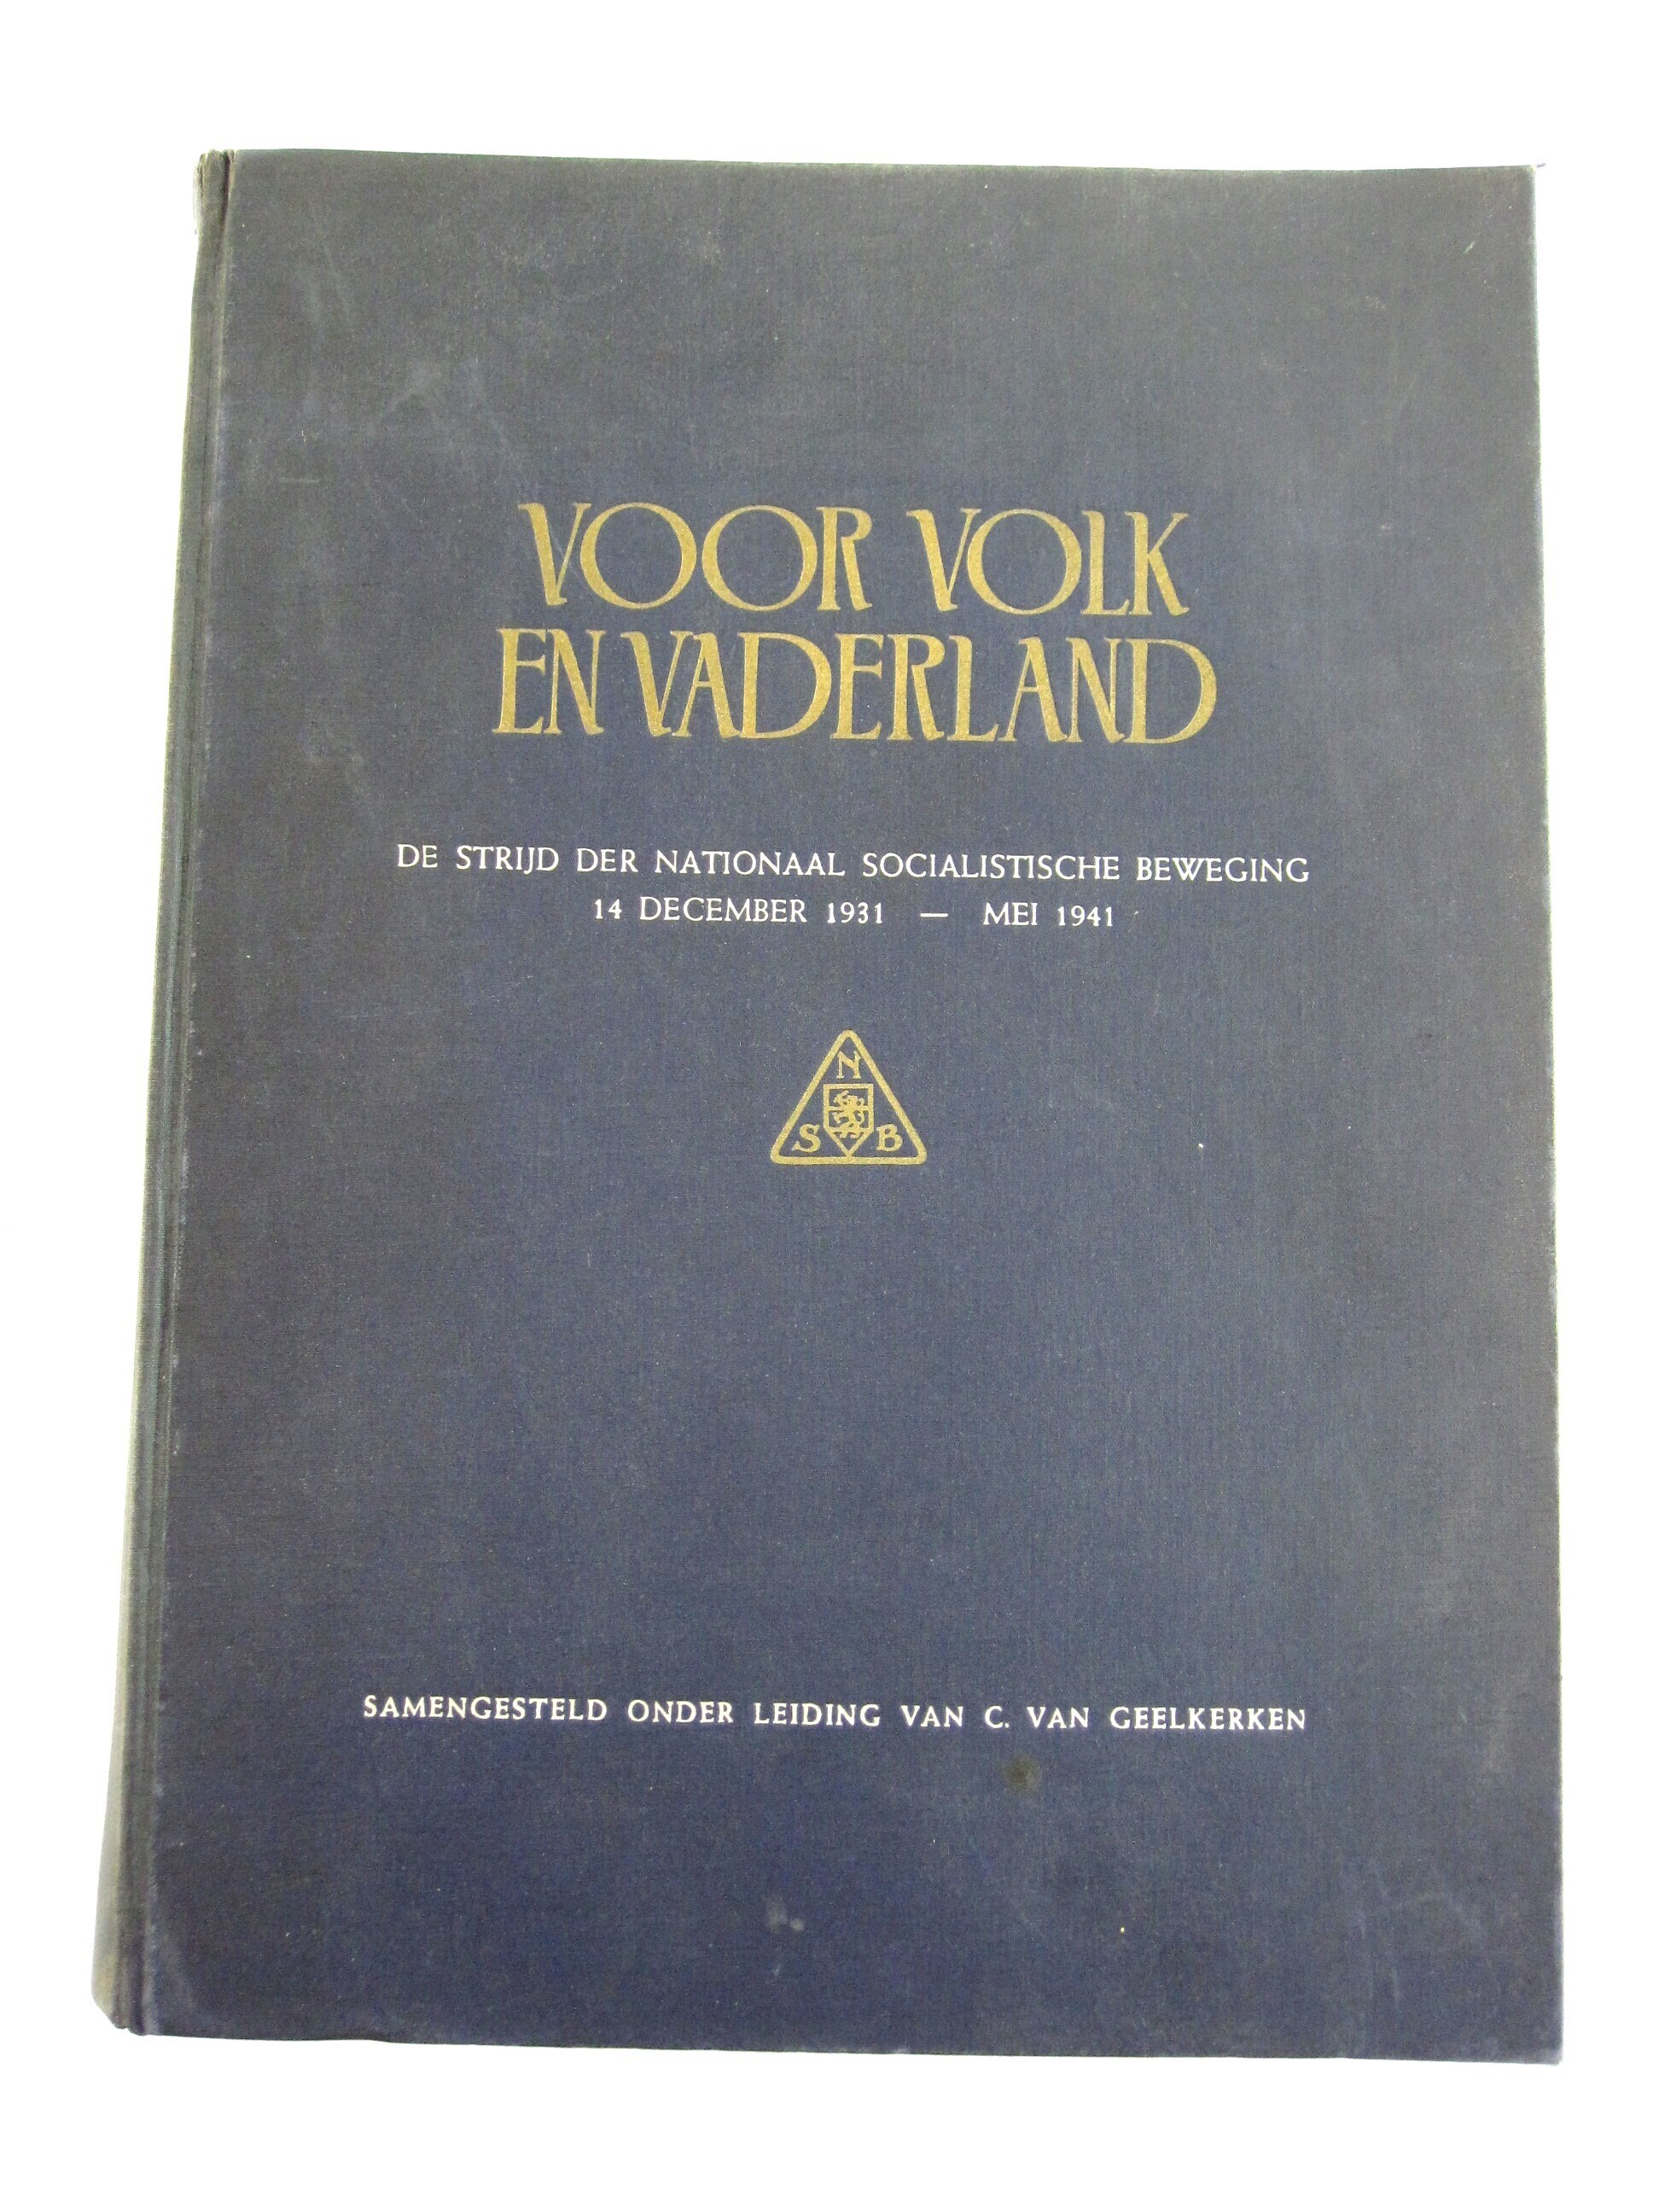 VOOR VOLK
EN VADERLAND
DE STRIJD DER NATIONAAL SOCIALISTISCHE BEWEGING
14 DECEMBER 1931 — MEI 1941
N
S B
SAMENGESTELD ONDER LEIDING VAN C. VAN GEELKERKEN